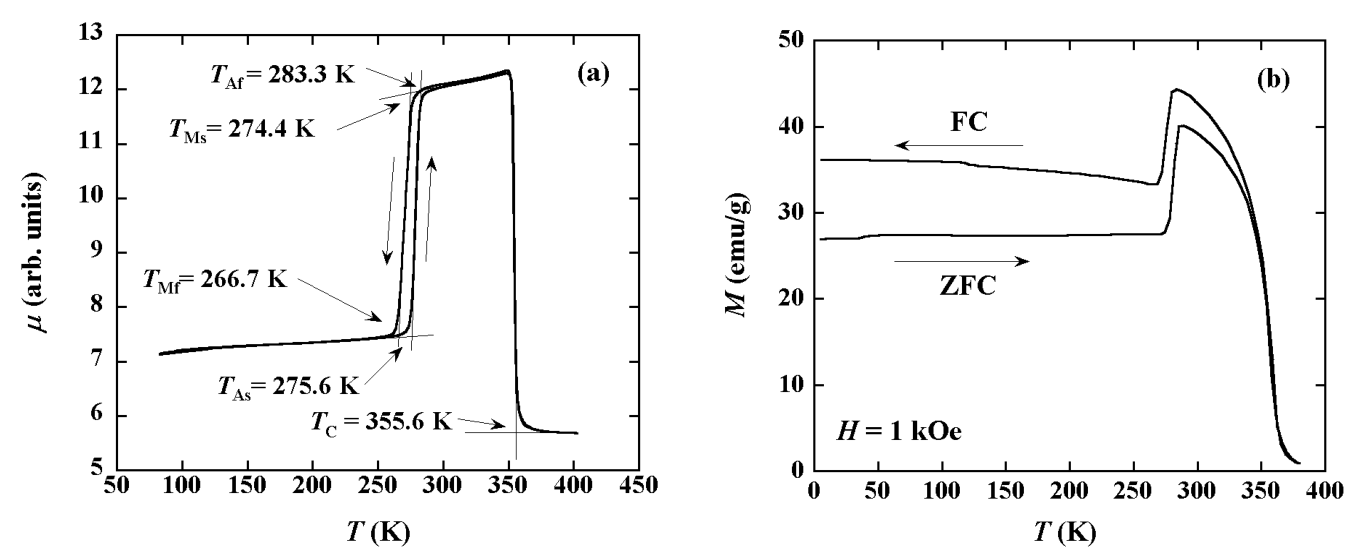 13
12
11
10
9
8
7
6
5
50 100 150 200 250 300 350 400 450
μ (arb. units)
T (K)
(a)
T_Af = 283.3 K
T_Ms = 274.4 K
T_Mf = 266.7 K
T_As = 275.6 K
T_C = 355.6 K
50
40
30
20
10
0
0 50 100 150 200 250 300 350 400
M (emu/g)
T (K)
(b)
FC
ZFC
H = 1 kOe